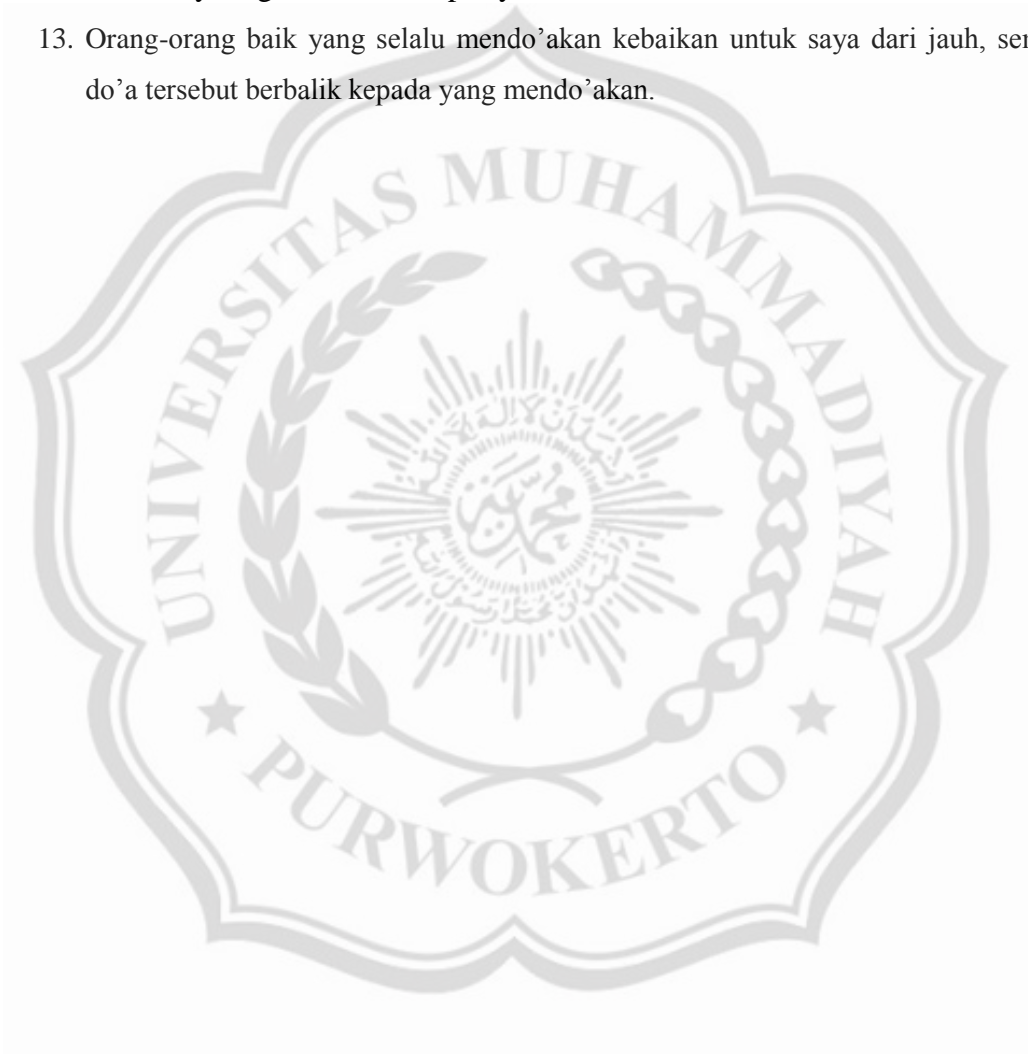 13. Orang-orang baik yang selalu mendo’akan kebaikan untuk saya dari jauh,
do’a tersebut berbalik kepada yang mendo’akan.
UNIVERSITAS MUHAMMADIYAH
PURWOKERTO